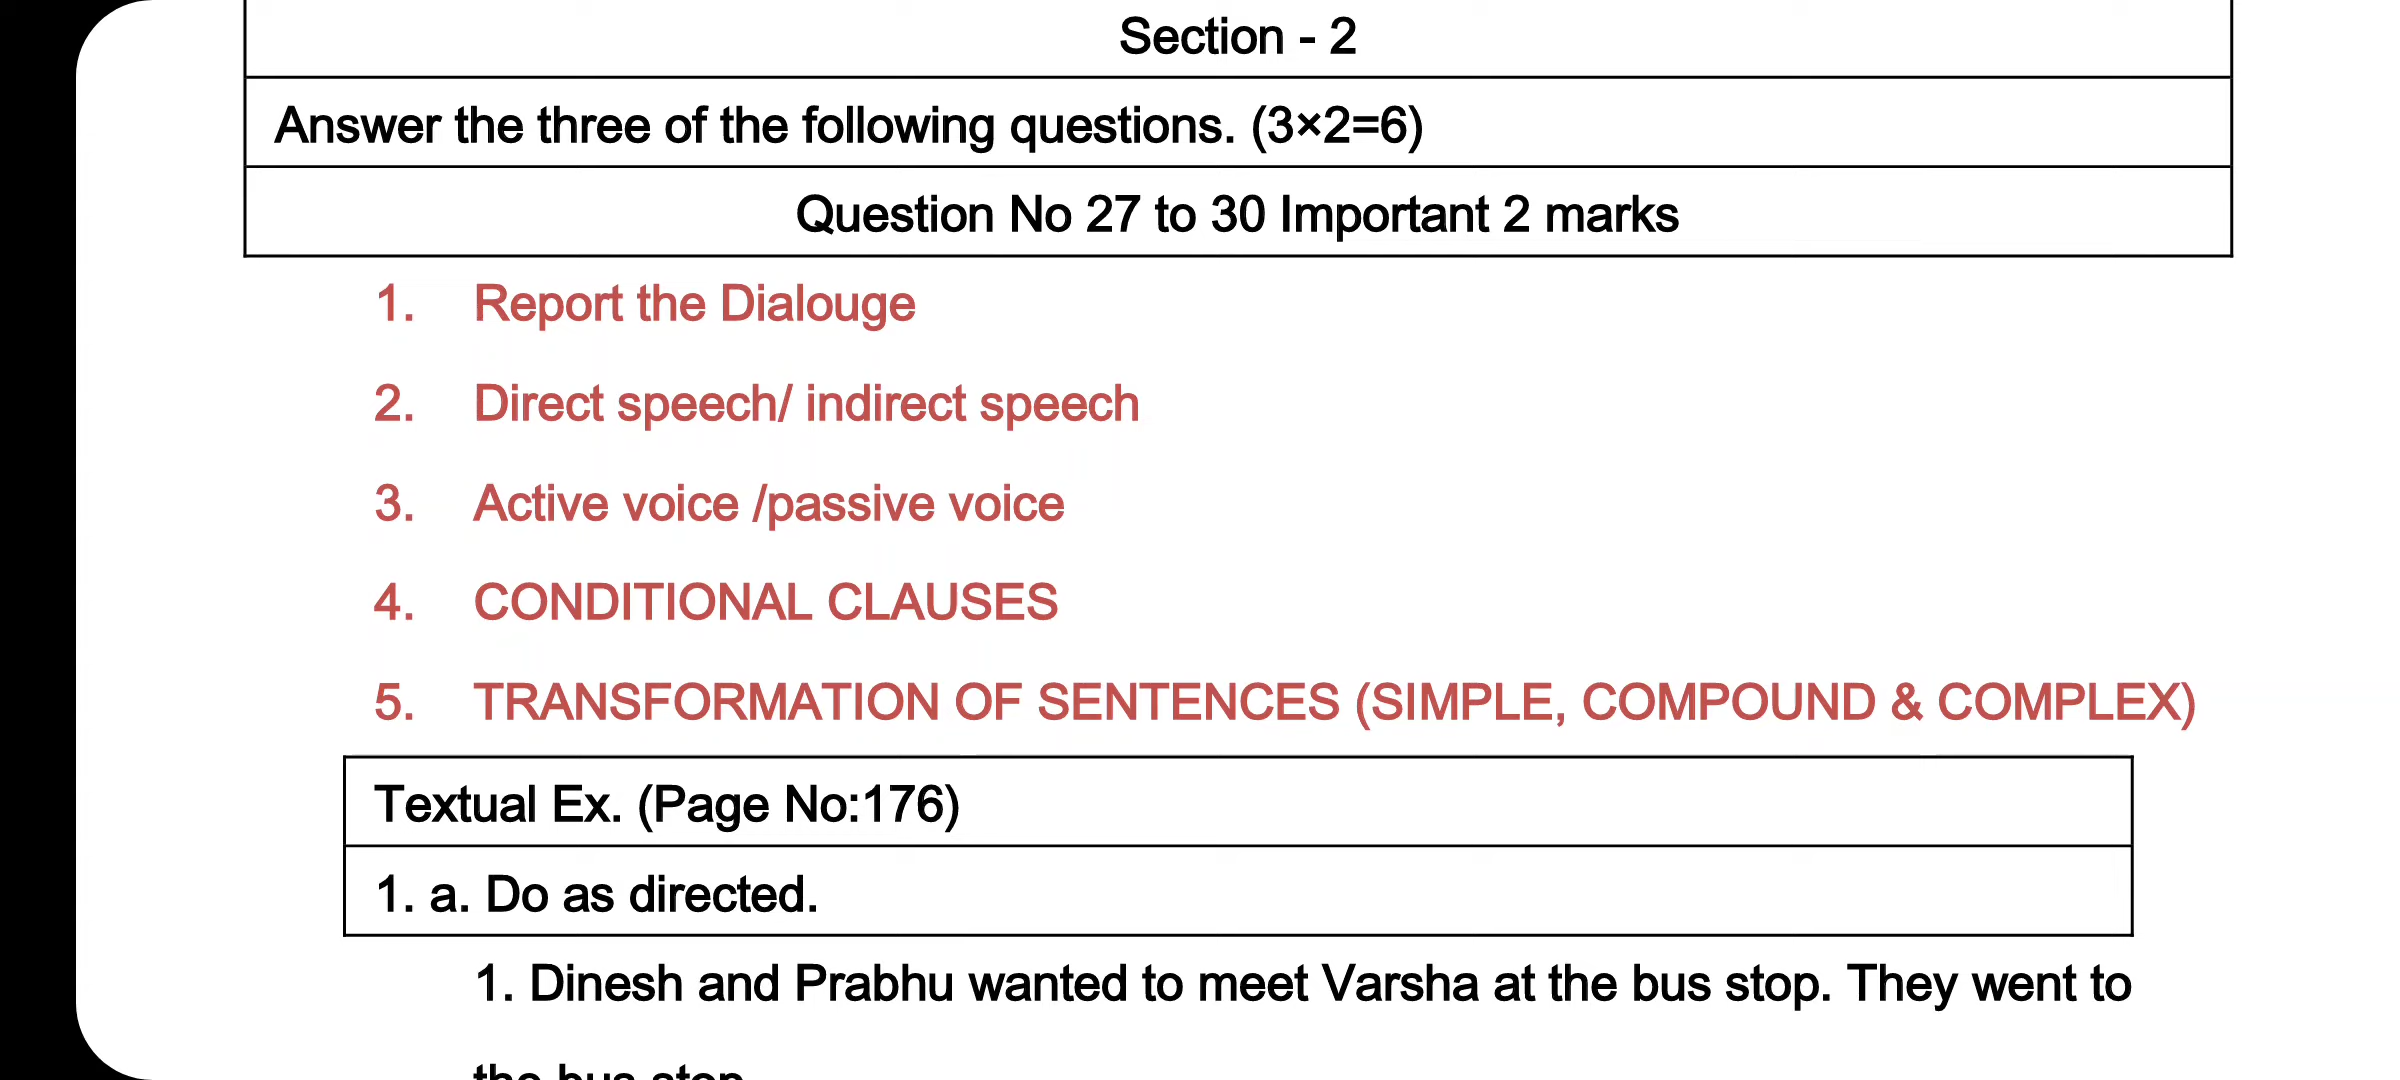 Section - 2
Answer the three of the following questions. (3×2=6)
Question No 27 to 30 Important 2 marks
1. Report the Dialouge
2. Direct speech/ indirect speech
3. Active voice /passive voice
4. CONDITIONAL CLAUSES
5. TRANSFORMATION OF SENTENCES (SIMPLE, COMPOUND & COMPLEX)
Textual Ex. (Page No:176)
1. a. Do as directed.
1. Dinesh and Prabhu wanted to meet Varsha at the bus stop. They went to
the bus stop